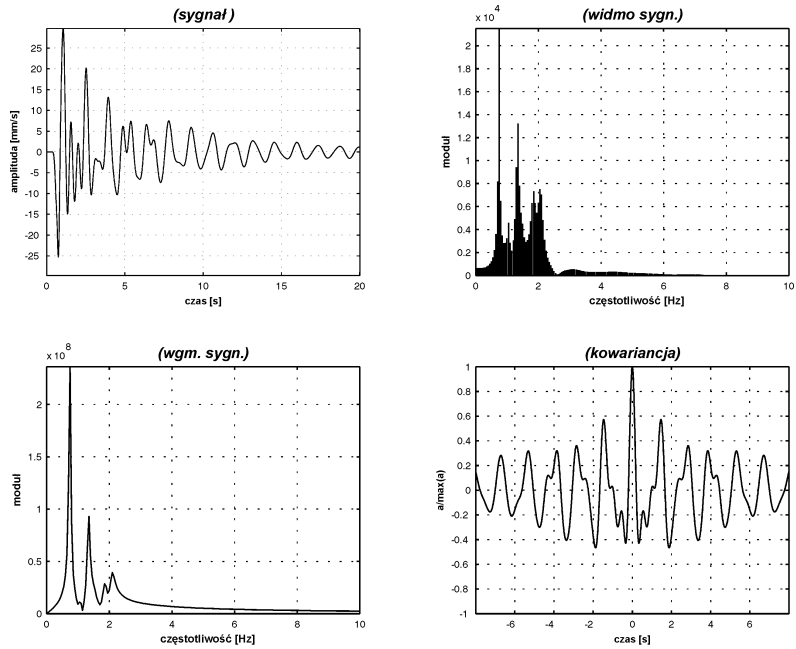 (sygnał )
amplituda [mm/s]
25
20
15
10
5
0
-5
-10
-15
-20
-25
0 5 10 15 20
czas [s]
(widmo sygn.)
x 10 4
moduł
2
1.8
1.6
1.4
1.2
1
0.8
0.6
0.4
0.2
0
0 2 4 6 8 10
częstotliwość [Hz]
(wgm. sygn.)
x 10 8
moduł
2
1.5
1
0.5
0
0 2 4 6 8 10
częstotliwość [Hz]
(kowariancja)
a/max(a)
1
0.8
0.6
0.4
0.2
0
-0.2
-0.4
-0.6
-0.8
-1
-6 -4 -2 0 2 4 6
czas [s]